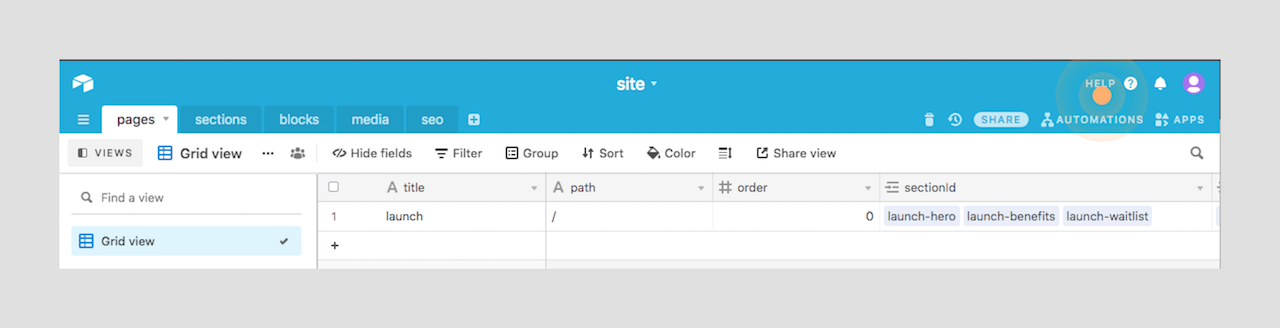 site
HELP
pages sections blocks media seo
SHARE AUTOMATIONS APPS
VIEWS Grid view Hide fields Filter Group Sort Color Share view
Find a view
title path order sectionId
1 launch / 0 launch-hero launch-benefits launch-waitlist
Grid view